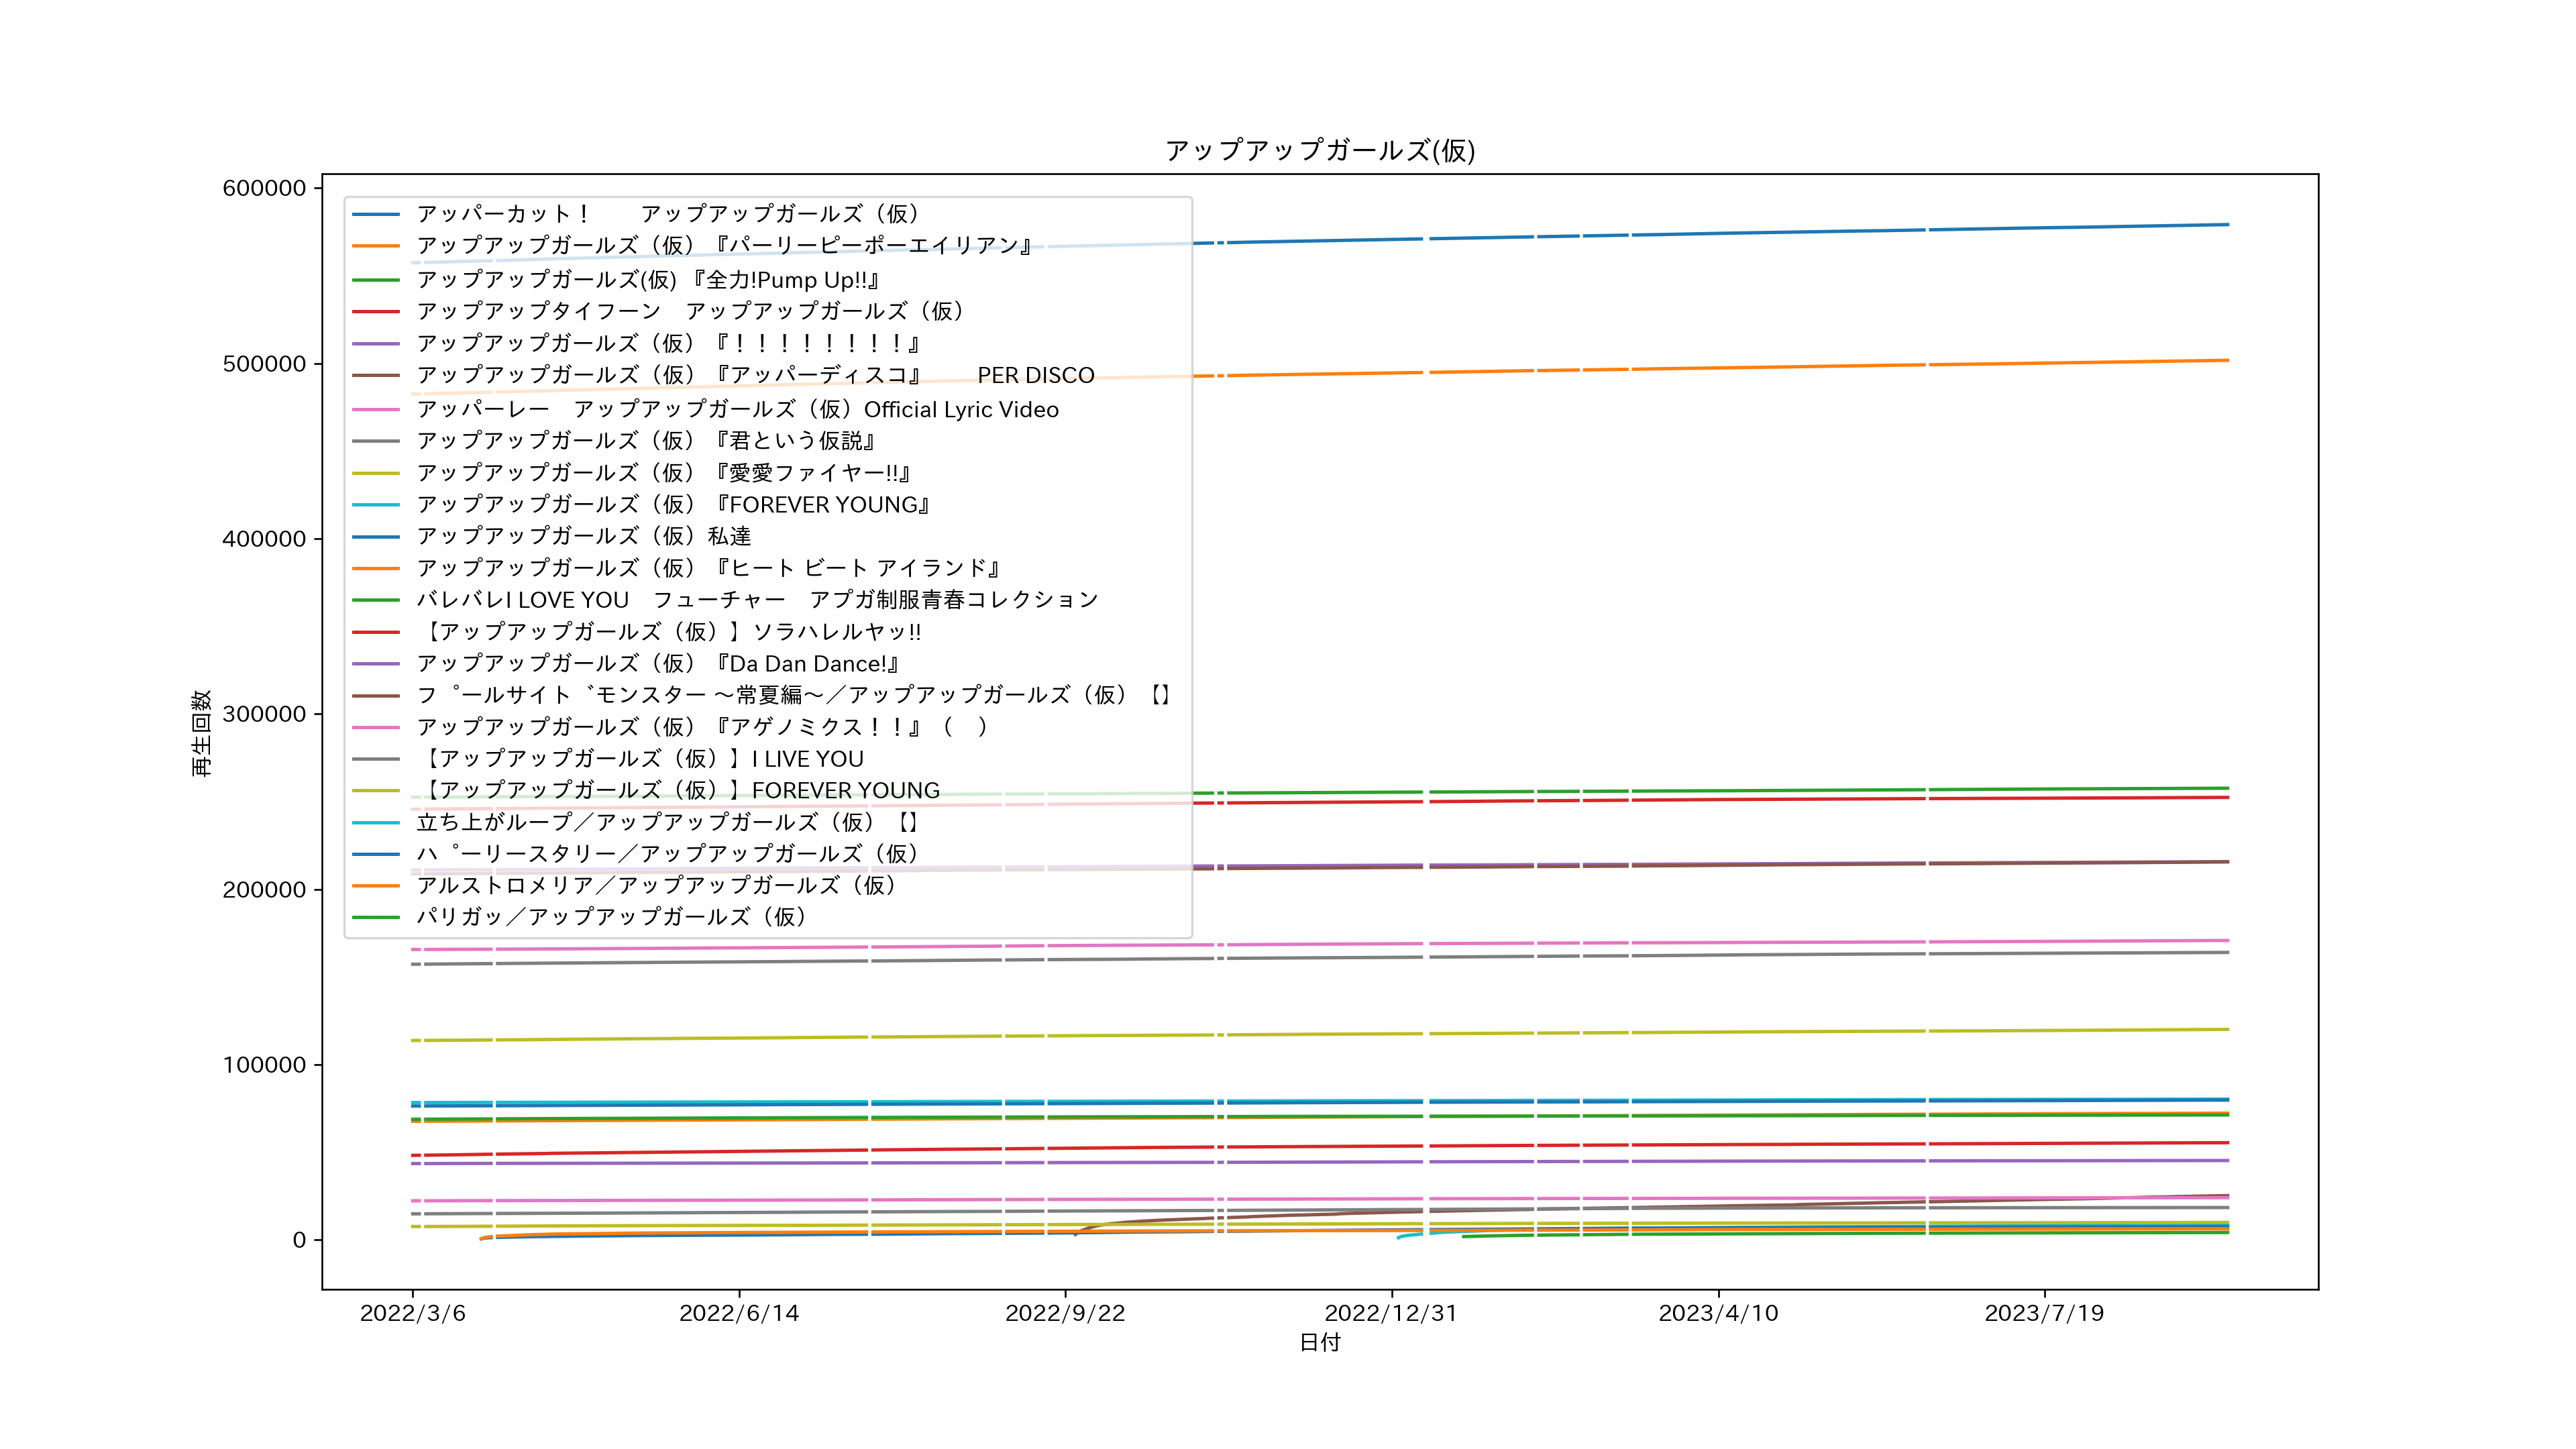 アップアップガールズ(仮)
600000
500000
400000
300000
200000
100000
0
再生回数
アッパーカット！　　アップアップガールズ（仮）
アップアップガールズ（仮）『パーリーピーポーエイリアン』
アップアップガールズ(仮) 『全力!Pump Up!!』
アップアップタイフーン　アップアップガールズ（仮）
アップアップガールズ（仮）『！！！！！！！！』
アップアップガールズ（仮）『アッパーディスコ』　　PER DISCO
アッパーレー　アップアップガールズ（仮）Official Lyric Video
アップアップガールズ（仮）『君という仮説』
アップアップガールズ（仮）『愛愛ファイヤー!!』
アップアップガールズ（仮）『FOREVER YOUNG』
アップアップガールズ（仮）私達
アップアップガールズ（仮）『ヒート ビート アイランド』
バレバレI LOVE YOU　フューチャー　アプガ制服青春コレクション
【アップアップガールズ（仮）】ソラハレルヤッ!!
アップアップガールズ（仮）『Da Dan Dance!』
フ゜ールサイト゛モンスター ～常夏編～／アップアップガールズ（仮）【】
アップアップガールズ（仮）『アゲノミクス！！』（　）
【アップアップガールズ（仮）】I LIVE YOU
【アップアップガールズ（仮）】FOREVER YOUNG
立ち上がループ／アップアップガールズ（仮）【】
ハ゜ーリースタリー／アップアップガールズ（仮）
アルストロメリア／アップアップガールズ（仮）
パリガッ／アップアップガールズ（仮）
2022/3/6
2022/6/14
2022/9/22
2022/12/31
2023/4/10
2023/7/19
日付